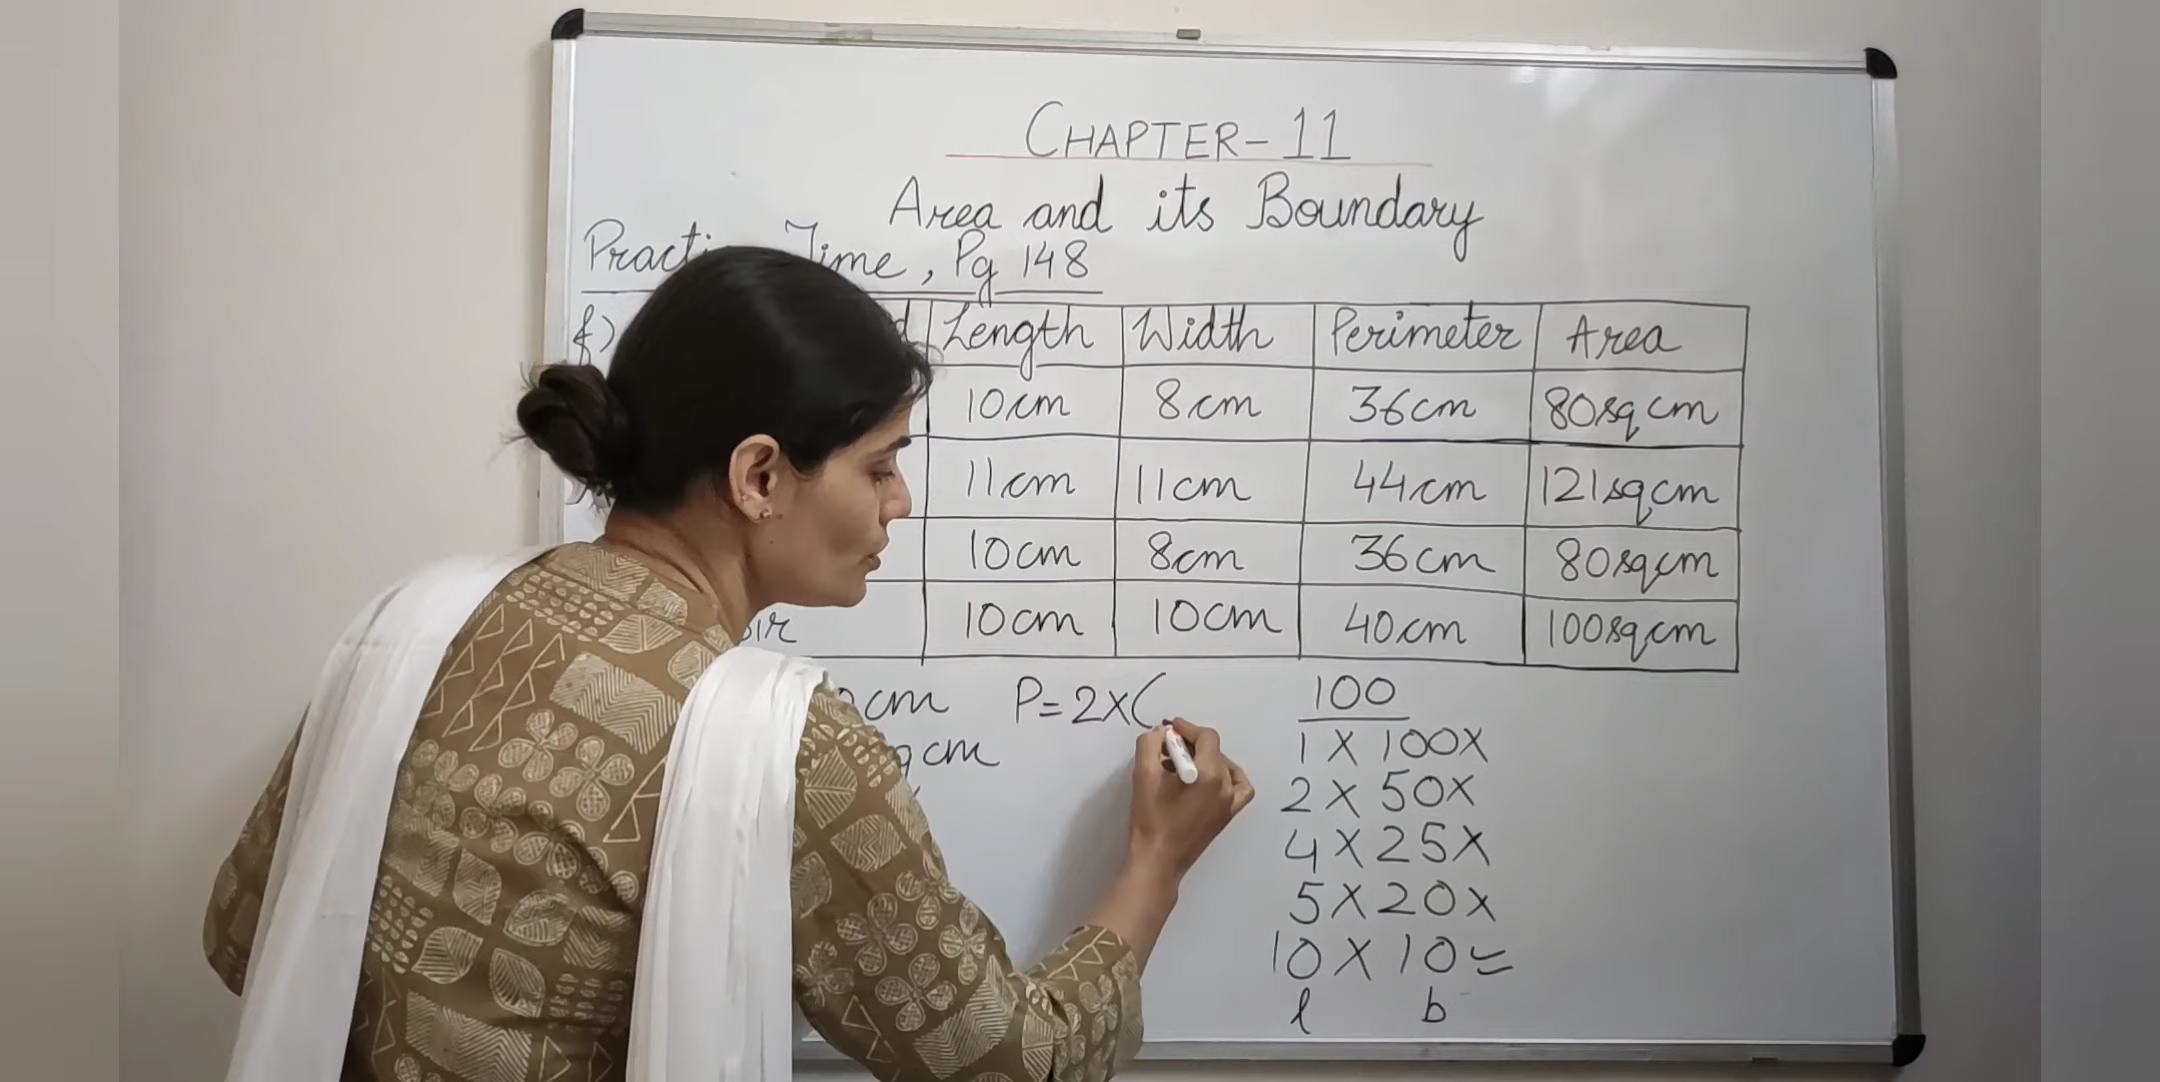 CHAPTER-11
Area and its Boundary
Time, Pg 148
f) Length Width Perimeter Area
10cm 8cm 36cm 80sqcm
11cm 11cm 44cm 121sqcm
10cm 8cm 36cm 80sqcm
10cm 10cm 40cm 100sqcm
cm P=2x(
cm
100
1 X 100X
2 X 50X
4 X 25X
5 X 20X
10 X 10
l b